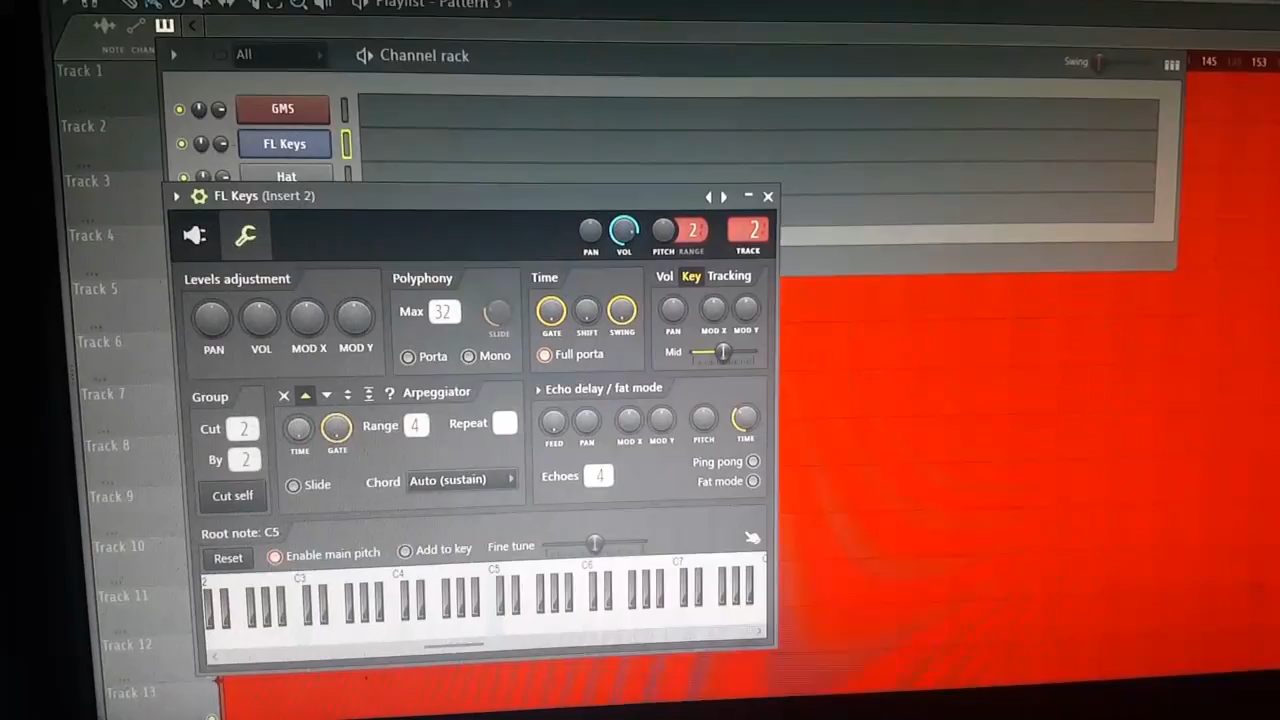 Playlist - Pattern 3
NOTE CHAN
All
Channel rack
Swing
145
153
Track 1
Track 2
Track 3
Track 4
Track 5
Track 6
Track 7
Track 8
Track 9
Track 10
Track 11
Track 12
Track 13
GMS
FL Keys
Hat
FL Keys (Insert 2)
PAN VOL PITCH RANGE 2 TRACK 2
Levels adjustment
PAN VOL MOD X MOD Y
Polyphony
Max 32
SLIDE
Porta Mono
Time
GATE SHIFT SWING
Full porta
Vol Key Tracking
PAN MOD X MOD Y
Mid
Group
Cut 2
By 2
Cut self
? Arpeggiator
TIME GATE Range 4 Repeat
Slide Chord Auto (sustain)
Echo delay / fat mode
FEED PAN MOD X MOD Y PITCH TIME
Echoes 4
Ping pong
Fat mode
Root note: C5
Reset Enable main pitch Add to key Fine tune
2 C3 C4 C5 C6 C7